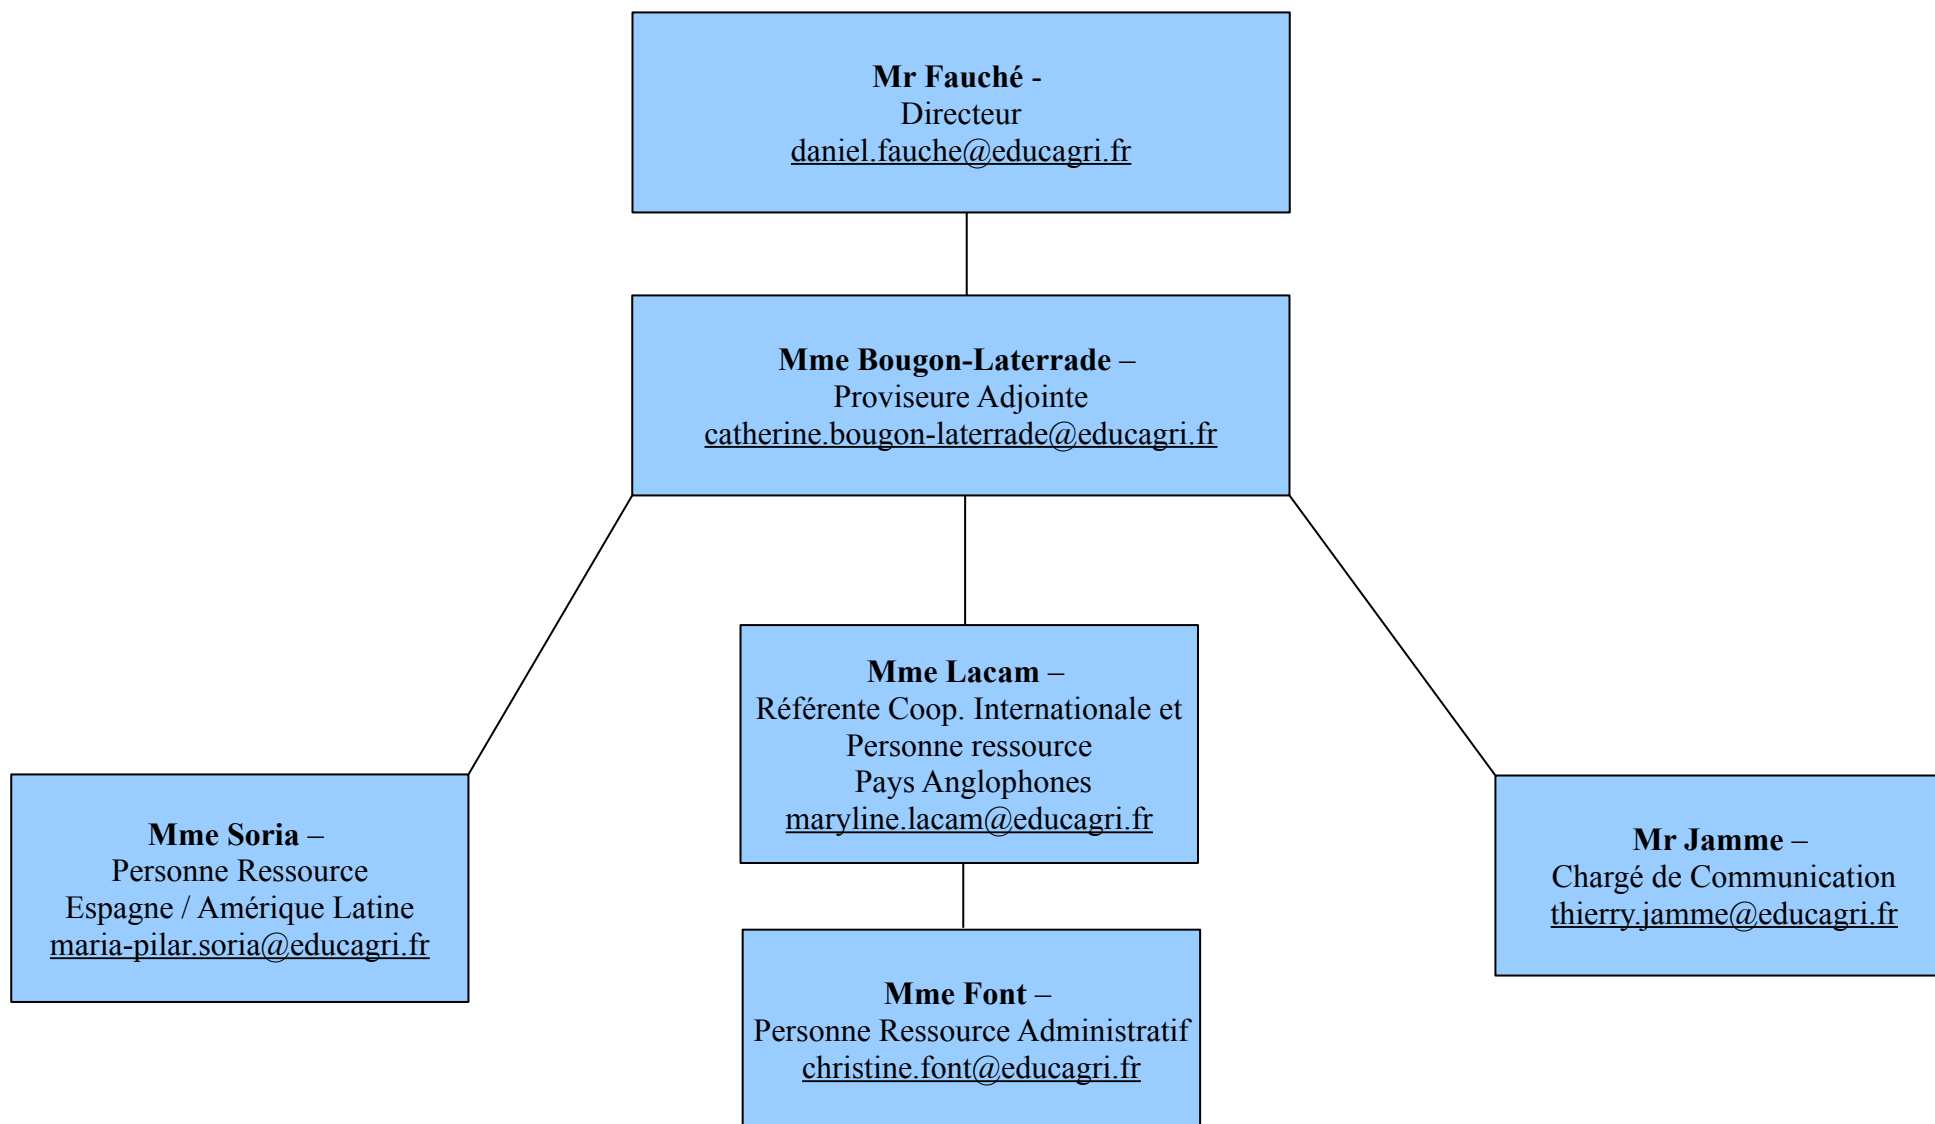 Mr Fauché -
Directeur
daniel.fauche@educagri.fr
Mme Bougon-Laterrade –
Proviseure Adjointe
catherine.bougon-laterrade@educagri.fr
Mme Lacam –
Référente Coop. Internationale et
Personne ressource
Pays Anglophones
maryline.lacam@educagri.fr
Mme Soria –
Personne Ressource
Espagne / Amérique Latine
maria-pilar.soria@educagri.fr
Mr Jamme –
Chargé de Communication
thierry.jamme@educagri.fr
Mme Font –
Personne Ressource Administratif
christine.font@educagri.fr